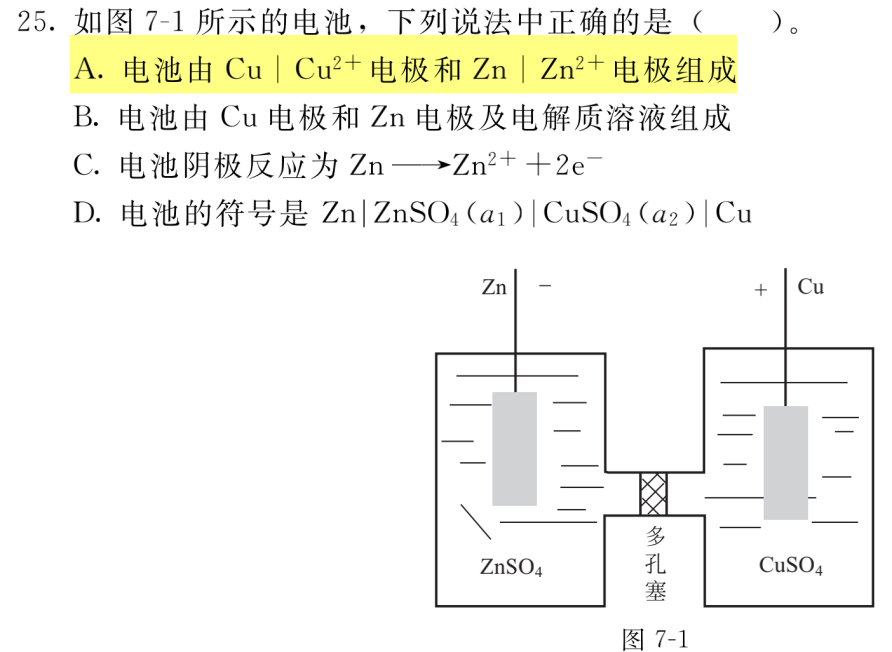 25. 如图 7-1 所示的电池，下列说法中正确的是（　　）。
A. 电池由 Cu｜Cu²⁺ 电极和 Zn｜Zn²⁺ 电极组成
B. 电池由 Cu 电极和 Zn 电极及电解质溶液组成
C. 电池阴极反应为 Zn ⟶ Zn²⁺ + 2e⁻
D. 电池的符号是 Zn|ZnSO₄(a₁)|CuSO₄(a₂)|Cu
Zn − + Cu
多孔塞
ZnSO₄ CuSO₄
图 7-1